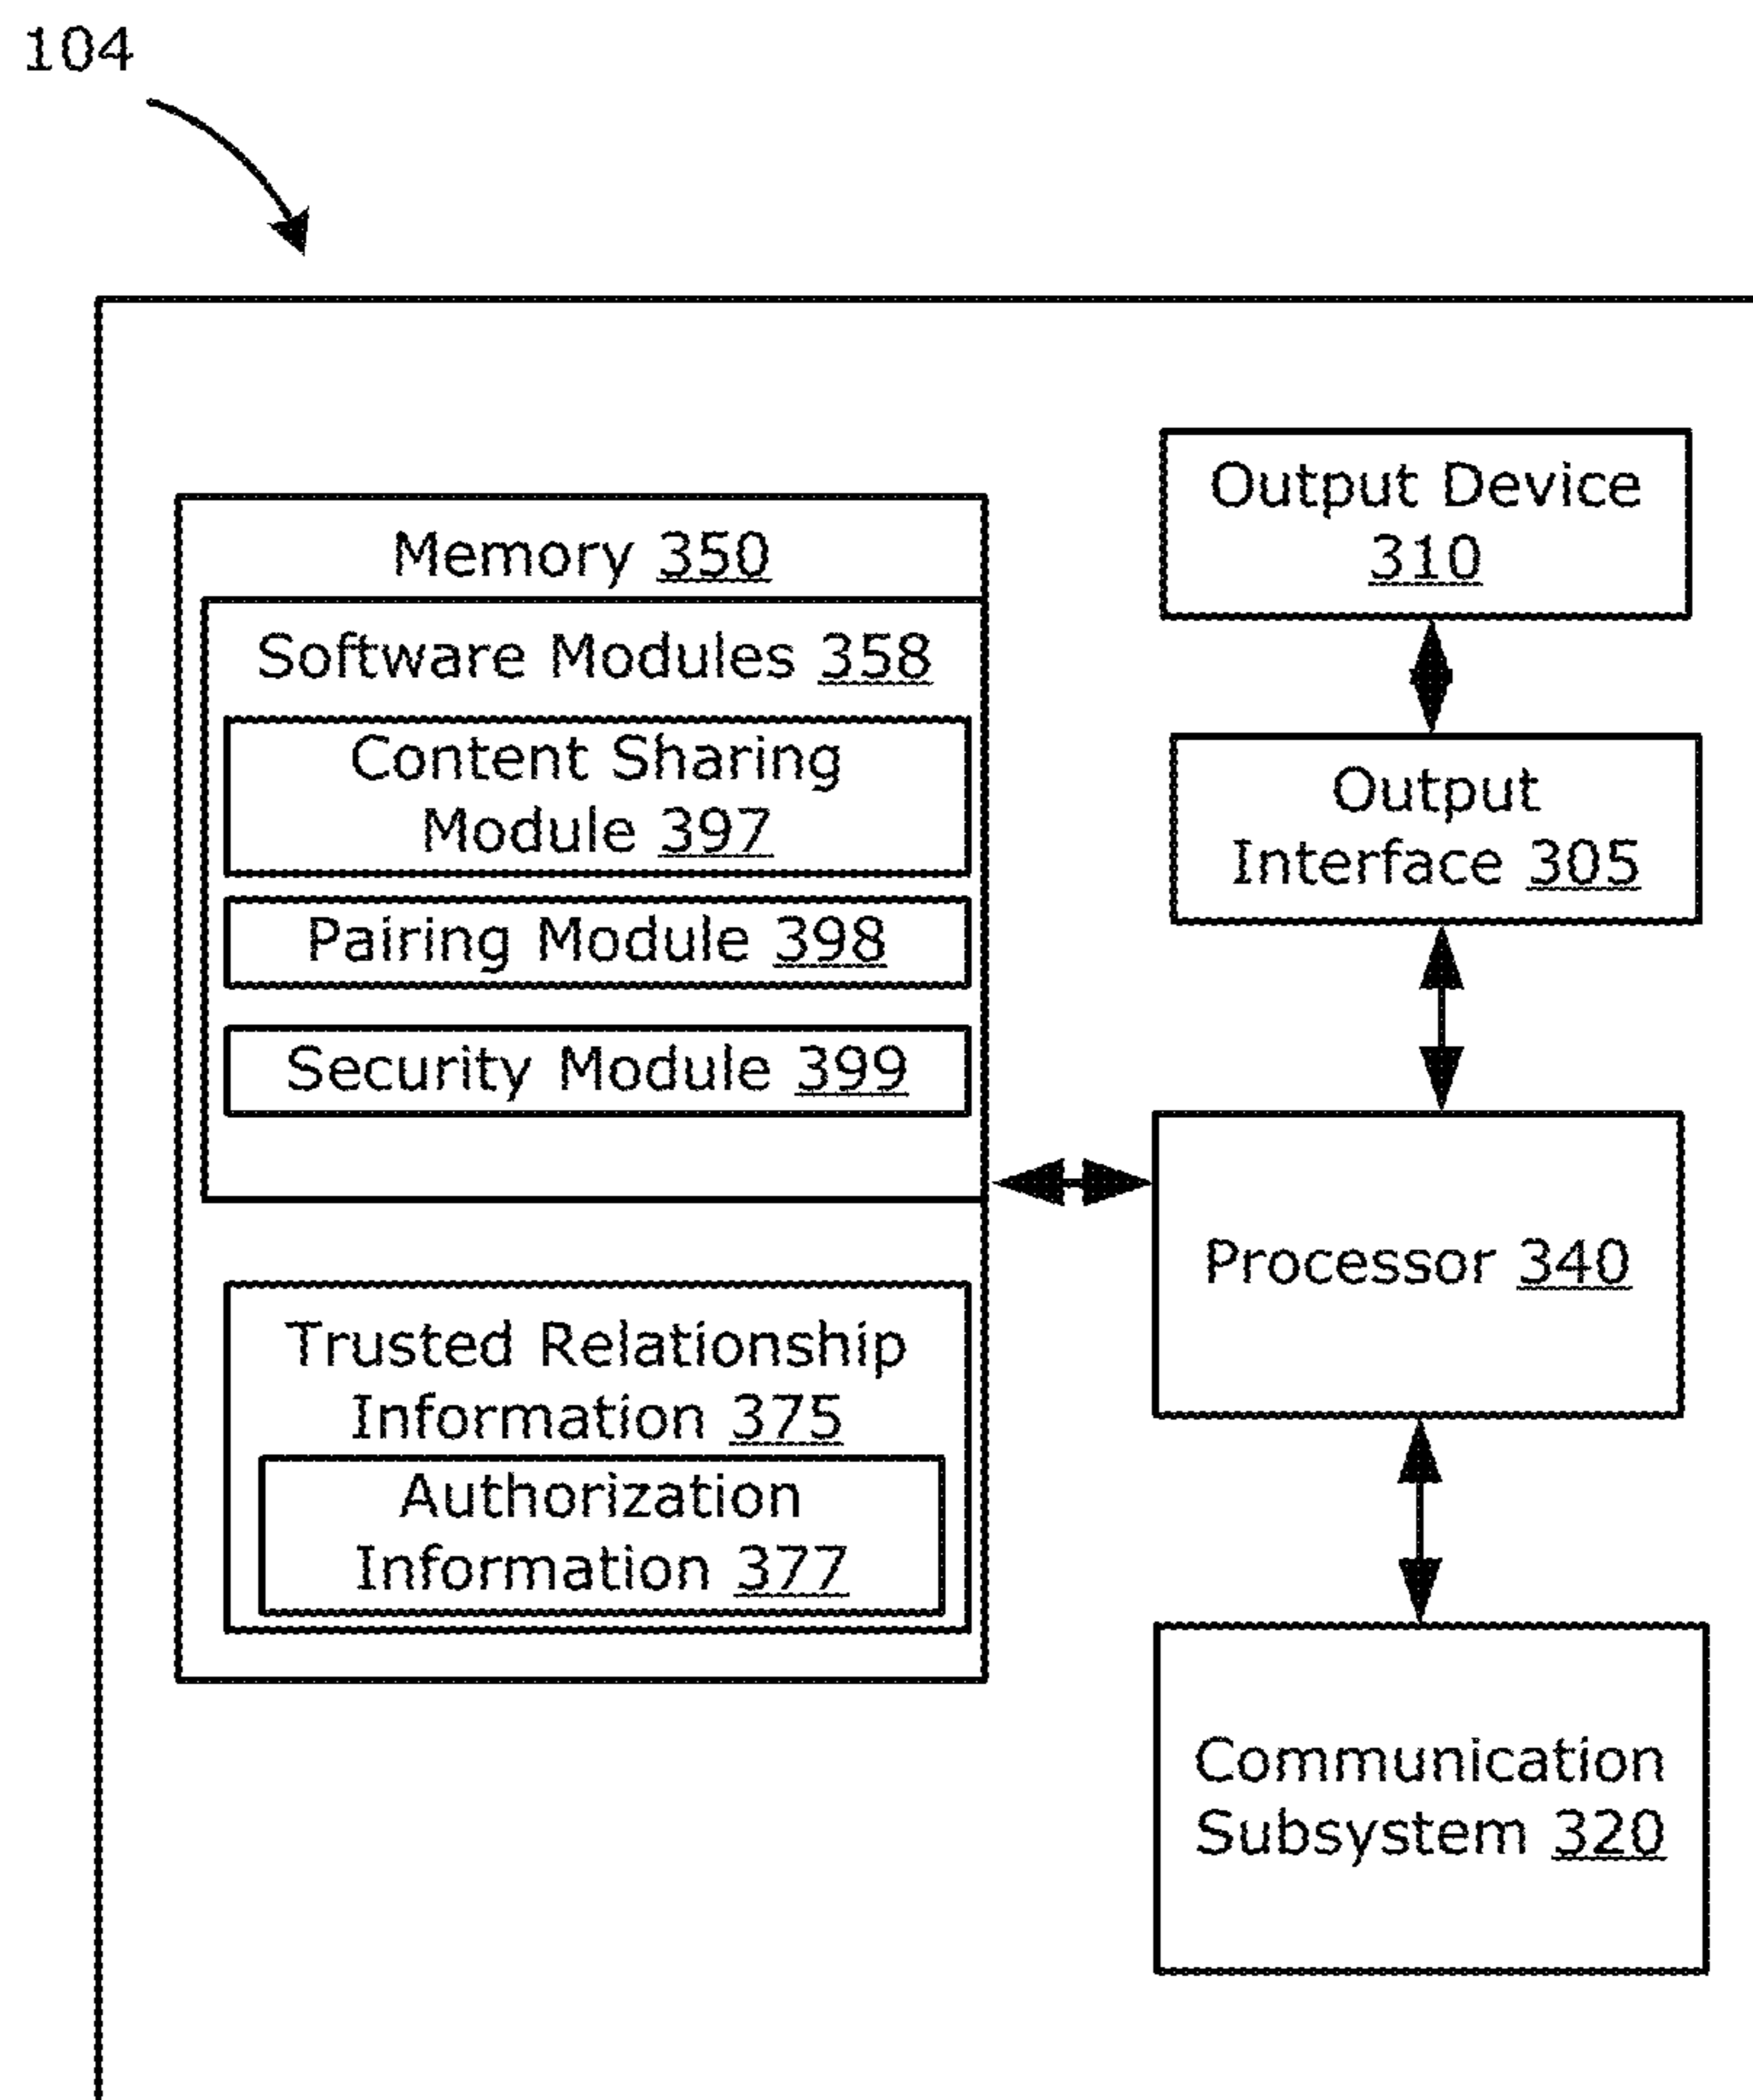 104
Memory 350
Software Modules 358
Content Sharing
Module 397
Pairing Module 398
Security Module 399
Trusted Relationship
Information 375
Authorization
Information 377
Output Device
310
Output
Interface 305
Processor 340
Communication
Subsystem 320